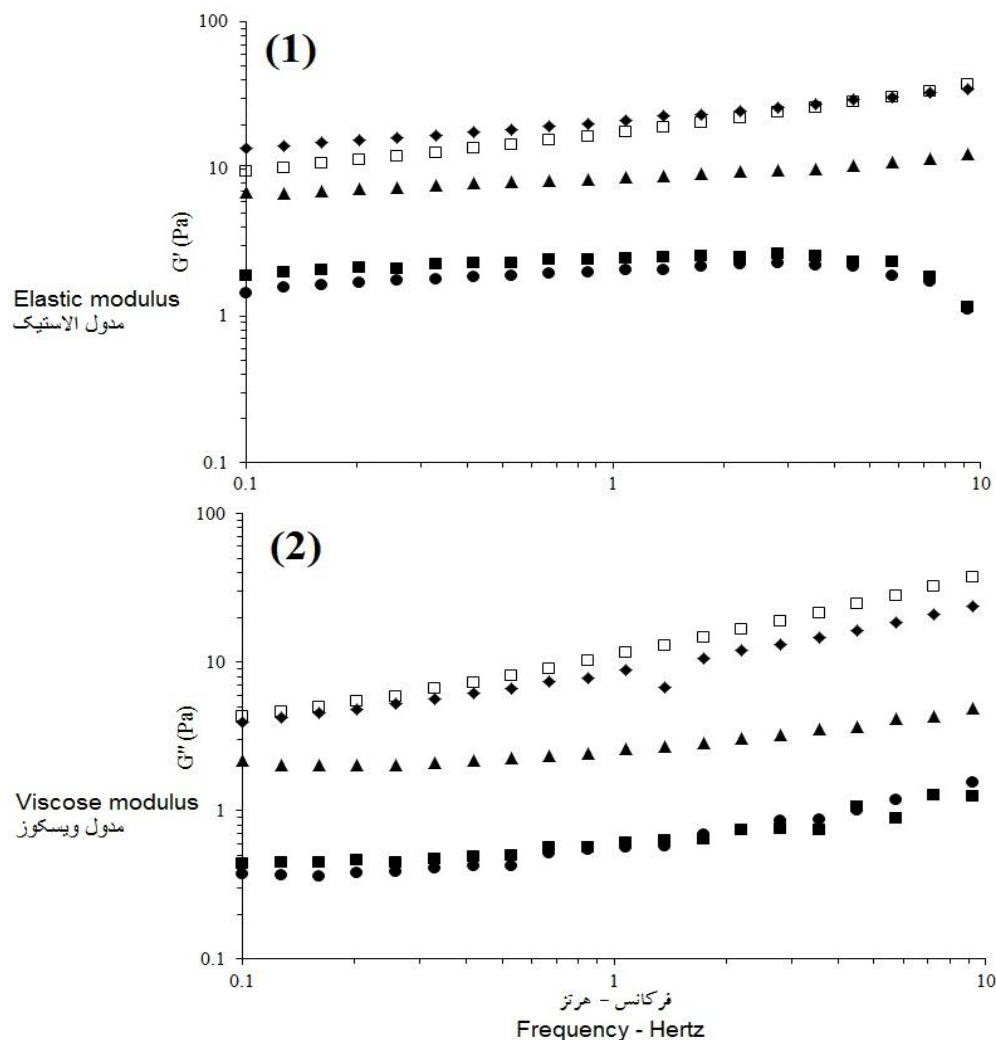 100
(1)
10
G' (Pa)
Elastic modulus
مدول الاستیک
1
0.1
0.1
1
10
100
(2)
10
G'' (Pa)
Viscose modulus
مدول ویسکوز
1
0.1
0.1
1
10
فرکانس - هرتز
Frequency - Hertz